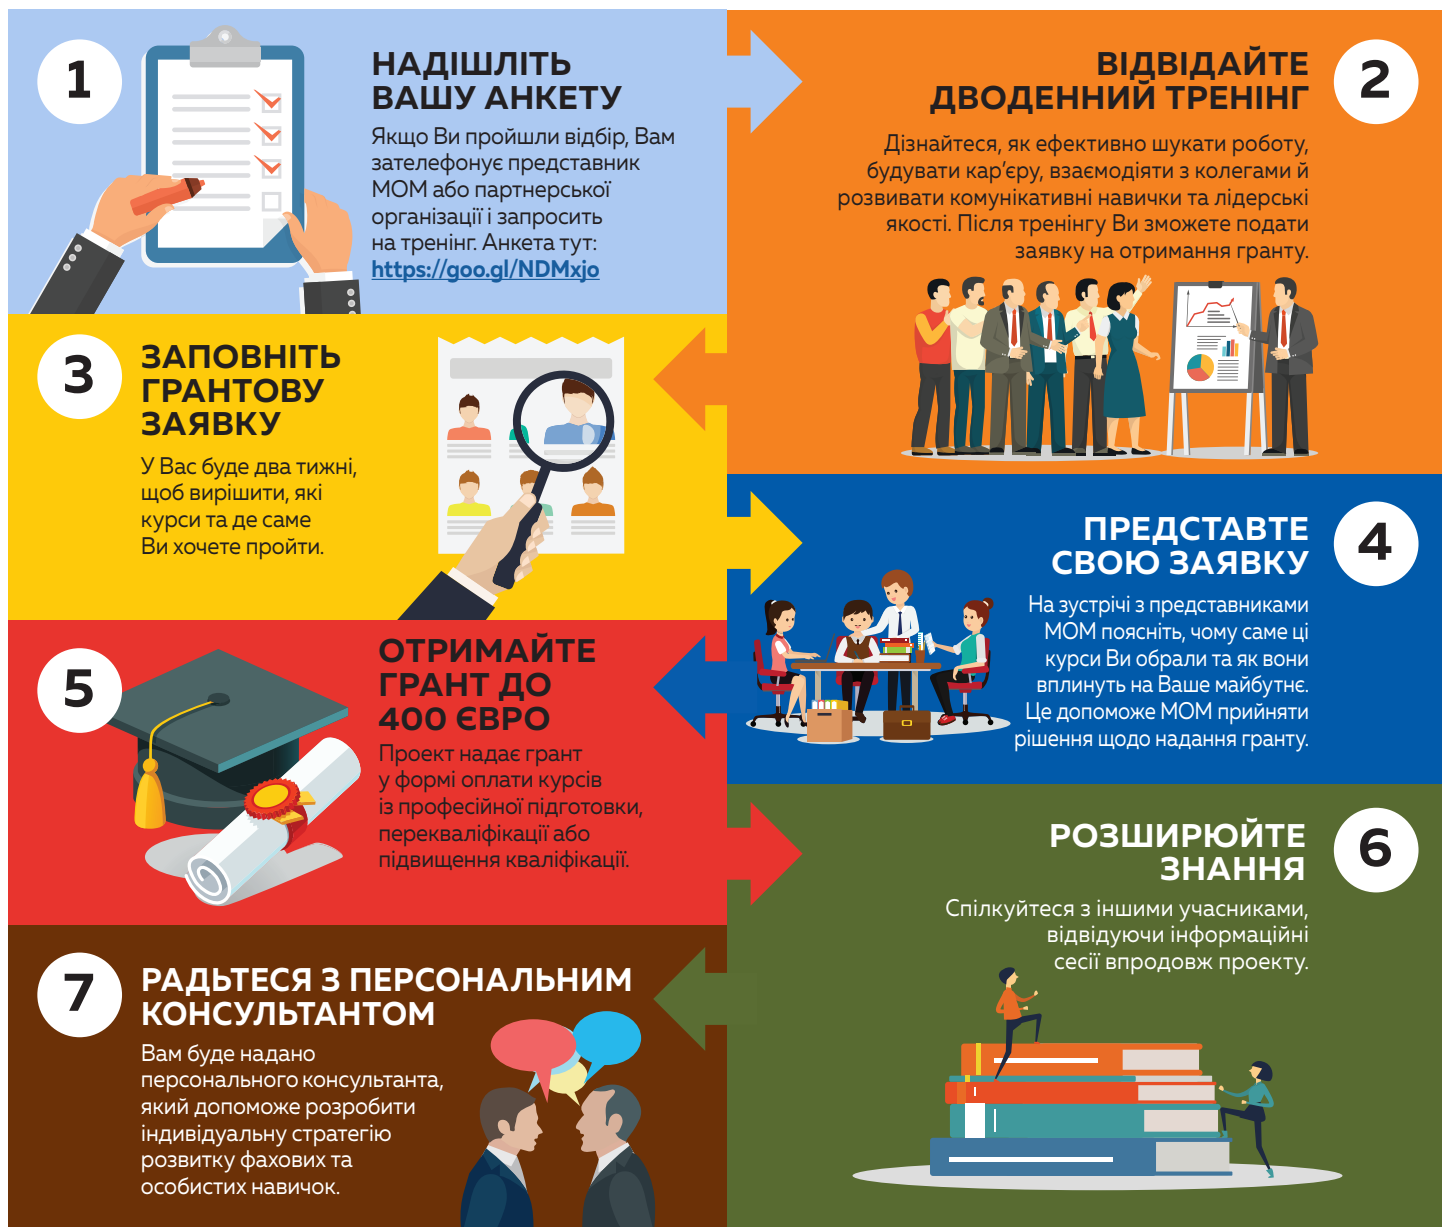 1
НАДІШЛІТЬ
ВАШУ АНКЕТУ
Якщо Ви пройшли відбір, Вам
зателефонує представник
МОМ або партнерської
організації і запросить
на тренінг. Анкета тут:
https://goo.gl/NDMxjo
2
ВІДВІДАЙТЕ
ДВОДЕННИЙ ТРЕНІНГ
Дізнайтеся, як ефективно шукати роботу,
будувати кар’єру, взаємодіяти з колегами й
розвивати комунікативні навички та лідерські
якості. Після тренінгу Ви зможете подати
заявку на отримання гранту.
3
ЗАПОВНІТЬ
ГРАНТОВУ
ЗАЯВКУ
У Вас буде два тижні,
щоб вирішити, які
курси та де саме
Ви хочете пройти.
4
ПРЕДСТАВТЕ
СВОЮ ЗАЯВКУ
На зустрічі з представниками
МОМ поясніть, чому саме ці
курси Ви обрали та як вони
вплинуть на Ваше майбутнє.
Це допоможе МОМ прийняти
рішення щодо надання гранту.
5
ОТРИМАЙТЕ
ГРАНТ ДО
400 ЄВРО
Проект надає грант
у формі оплати курсів
із професійної підготовки,
перекваліфікації або
підвищення кваліфікації.
6
РОЗШИРЮЙТЕ
ЗНАННЯ
Спілкуйтеся з іншими учасниками,
відвідуючи інформаційні
сесії впродовж проекту.
7
РАДЬТЕСЯ З ПЕРСОНАЛЬНИМ
КОНСУЛЬТАНТОМ
Вам буде надано
персонального консультанта,
який допоможе розробити
індивідуальну стратегію
розвитку фахових та
особистих навичок.